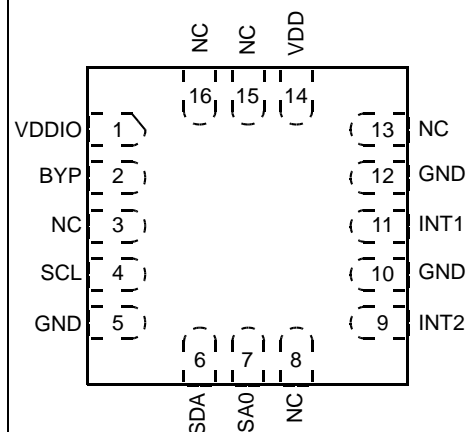 NC NC VDD
16 15 14
VDDIO 1 13 NC
BYP 2 12 GND
NC 3 11 INT1
SCL 4 10 GND
GND 5 9 INT2
6 7 8
SDA SA0 NC